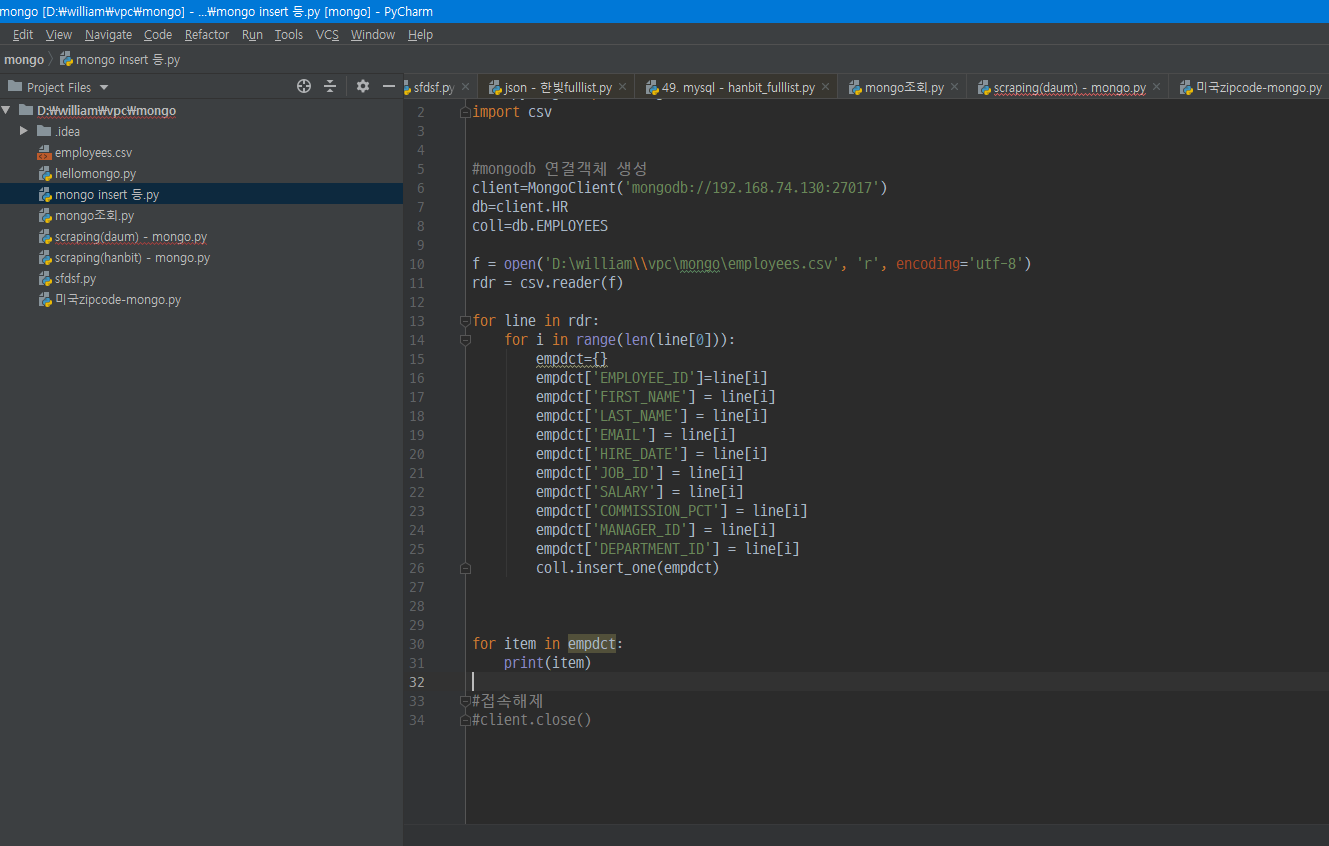 mongo [D:₩william₩vpc₩mongo] - ...₩mongo insert 등.py [mongo] - PyCharm
Edit View Navigate Code Refactor Run Tools VCS Window Help
mongo mongo insert 등.py
Project Files
sfdsf.py json - 한빛fulllist.py 49. mysql - hanbit_fulllist.py mongo조회.py scraping(daum) - mongo.py 미국zipcode-mongo.py
D:₩william₩vpc₩mongo
.idea
employees.csv
hellomongo.py
mongo insert 등.py
mongo조회.py
scraping(daum) - mongo.py
scraping(hanbit) - mongo.py
sfdsf.py
미국zipcode-mongo.py
2 import csv
3
4
5 #mongodb 연결객체 생성
6 client=MongoClient('mongodb://192.168.74.130:27017')
7 db=client.HR
8 coll=db.EMPLOYEES
9
10 f = open('D:\william\\vpc\mongo\employees.csv', 'r', encoding='utf-8')
11 rdr = csv.reader(f)
12
13 for line in rdr:
14 for i in range(len(line[0])):
15 empdct={}
16 empdct['EMPLOYEE_ID']=line[i]
17 empdct['FIRST_NAME'] = line[i]
18 empdct['LAST_NAME'] = line[i]
19 empdct['EMAIL'] = line[i]
20 empdct['HIRE_DATE'] = line[i]
21 empdct['JOB_ID'] = line[i]
22 empdct['SALARY'] = line[i]
23 empdct['COMMISSION_PCT'] = line[i]
24 empdct['MANAGER_ID'] = line[i]
25 empdct['DEPARTMENT_ID'] = line[i]
26 coll.insert_one(empdct)
27
28
29
30 for item in empdct:
31 print(item)
32
33 #접속해제
34 #client.close()